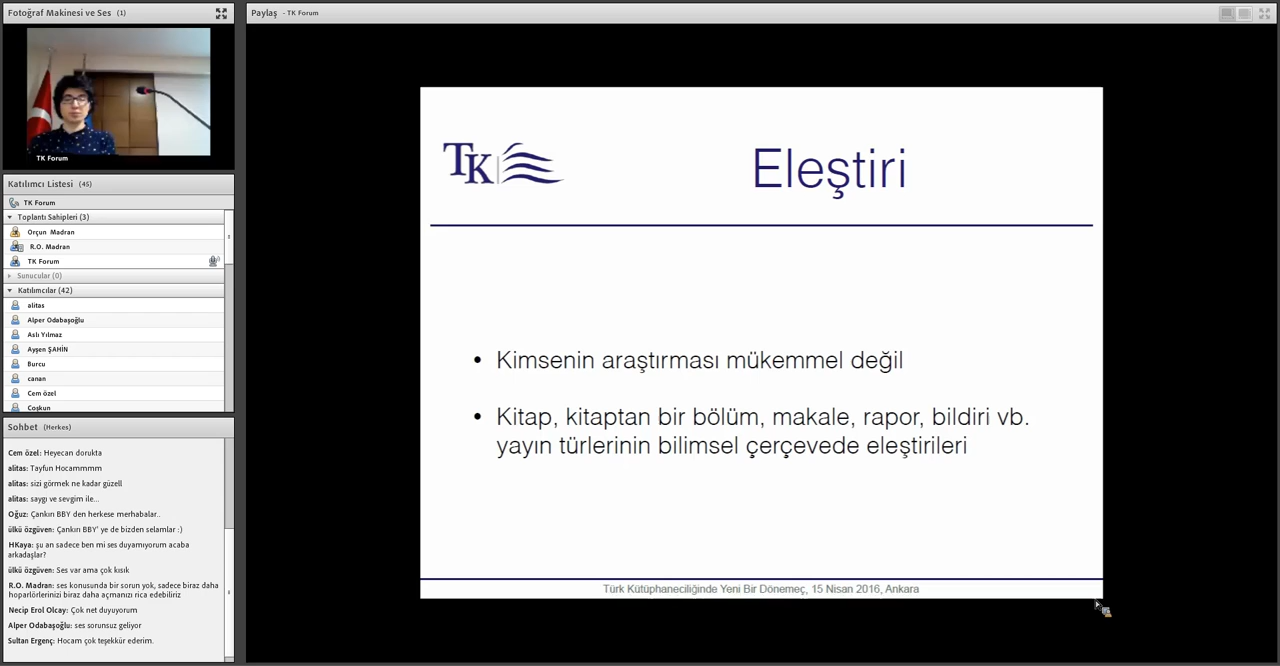 Fotoğraf Makinesi ve Ses (1)
TK Forum
Katılımcı Listesi (45)
TK Forum
Toplantı Sahipleri (3)
Orçun Madran
R.O. Madran
TK Forum
Sunucular (0)
Katılımcılar (42)
alitas
Alper Odabaşoğlu
Aslı Yılmaz
Ayşen ŞAHİN
Burcu
canan
Cem özel
Coşkun
Sohbet (Herkes)
Cem özel: Heyecan dorukta
alitas: Tayfun Hocammmm
alitas: sizi görmek ne kadar güzell
alitas: saygı ve sevgim ile...
Oğuz: Çankırı BBY den herkese merhabalar..
ülkü özgüven: Çankırı BBY' ye de bizden selamlar :)
HKaya: şu an sadece ben mi ses duyamıyorum acaba
arkadaşlar?
ülkü özgüven: Ses var ama çok kısık
R.O. Madran: ses konusunda bir sorun yok, sadece biraz daha
hoparlörlerinizi biraz daha açmanızı rica edebiliriz
Necip Erol Olcay: Çok net duyuyorum
Alper Odabaşoğlu: ses sorunsuz geliyor
Sultan Ergenç: Hocam çok teşekkür ederim.
Paylaş - TK Forum
TK
Eleştiri
• Kimsenin araştırması mükemmel değil
• Kitap, kitaptan bir bölüm, makale, rapor, bildiri vb.
yayın türlerinin bilimsel çerçevede eleştirileri
Türk Kütüphaneciliğinde Yeni Bir Dönemeç, 15 Nisan 2016, Ankara